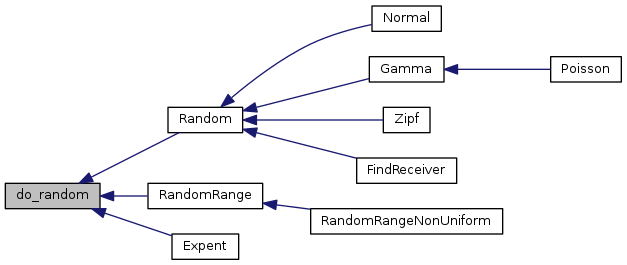 Normal
Gamma
Poisson
Random
Zipf
FindReceiver
do_random
RandomRange
RandomRangeNonUniform
Expent